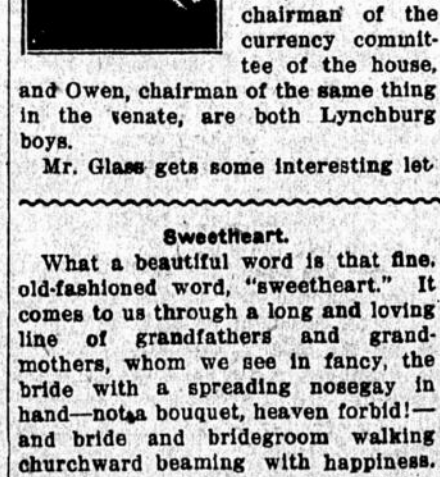 chairman of the
currency commit-
tee of the house,
and Owen, chairman of the same thing
in the senate, are both Lynchburg
boys.
Mr. Glass gets some interesting let-
Sweetheart.
What a beautiful word is that fine,
old-fashioned word, "sweetheart." It
comes to us through a long and loving
line of grandfathers and grand-
mothers, whom we see in fancy, the
bride with a spreading nosegay in
hand—not a bouquet, heaven forbid!—
and bride and bridegroom walking
churchward beaming with happiness.